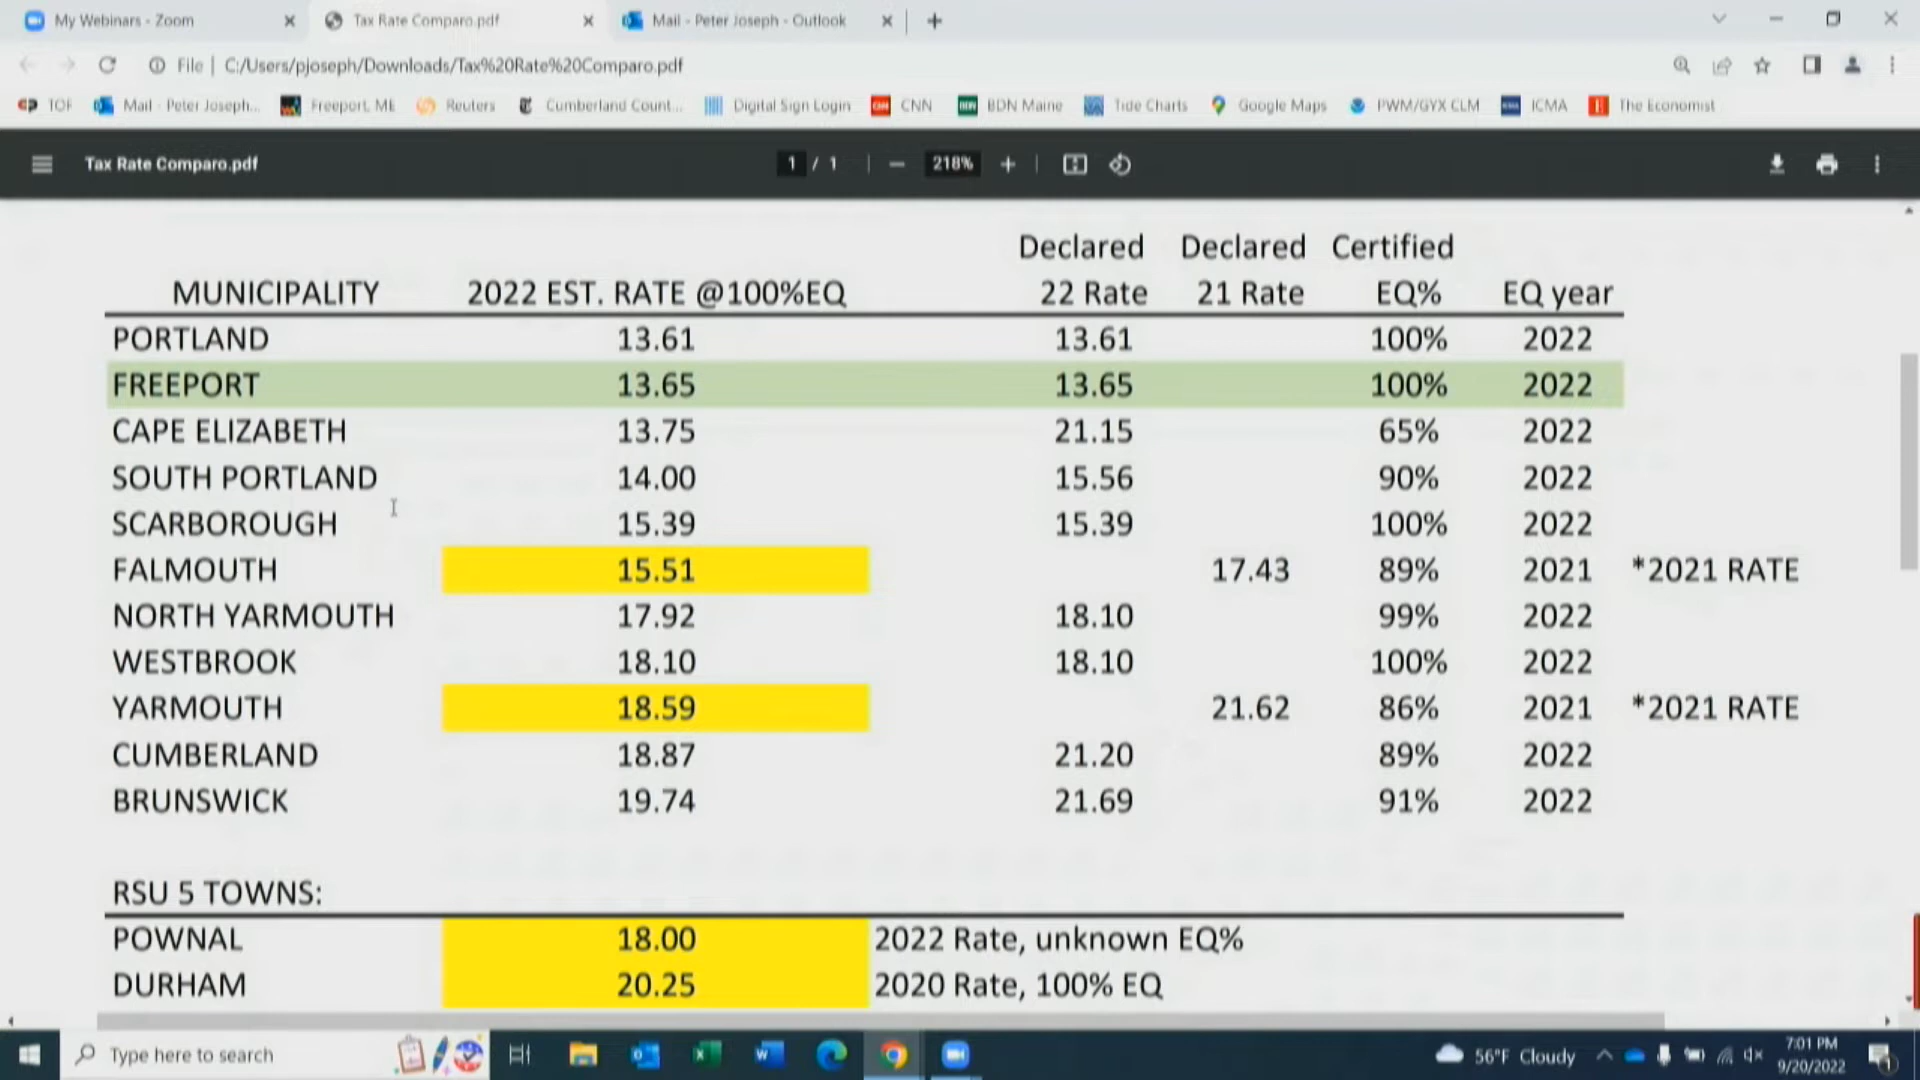 My Webinars - Zoom
Tax Rate Comparo.pdf
Mail - Peter Joseph - Outlook
File | C:/Users/pjoseph/Downloads/Tax%20Rate%20Comparo.pdf
TOF Mail - Peter Joseph... Freeport, ME Reuters Cumberland Count... Digital Sign Login CNN BDN Maine Tide Charts Google Maps PWM/GYX CLM ICMA The Economist
Tax Rate Comparo.pdf 1 / 1 218%
Declared Declared Certified
MUNICIPALITY 2022 EST. RATE @100%EQ 22 Rate 21 Rate EQ% EQ year
PORTLAND 13.61 13.61 100% 2022
FREEPORT 13.65 13.65 100% 2022
CAPE ELIZABETH 13.75 21.15 65% 2022
SOUTH PORTLAND 14.00 15.56 90% 2022
SCARBOROUGH 15.39 15.39 100% 2022
FALMOUTH 15.51 17.43 89% 2021 *2021 RATE
NORTH YARMOUTH 17.92 18.10 99% 2022
WESTBROOK 18.10 18.10 100% 2022
YARMOUTH 18.59 21.62 86% 2021 *2021 RATE
CUMBERLAND 18.87 21.20 89% 2022
BRUNSWICK 19.74 21.69 91% 2022
RSU 5 TOWNS:
POWNAL 18.00 2022 Rate, unknown EQ%
DURHAM 20.25 2020 Rate, 100% EQ
Type here to search 56°F Cloudy 7:01 PM
9/20/2022